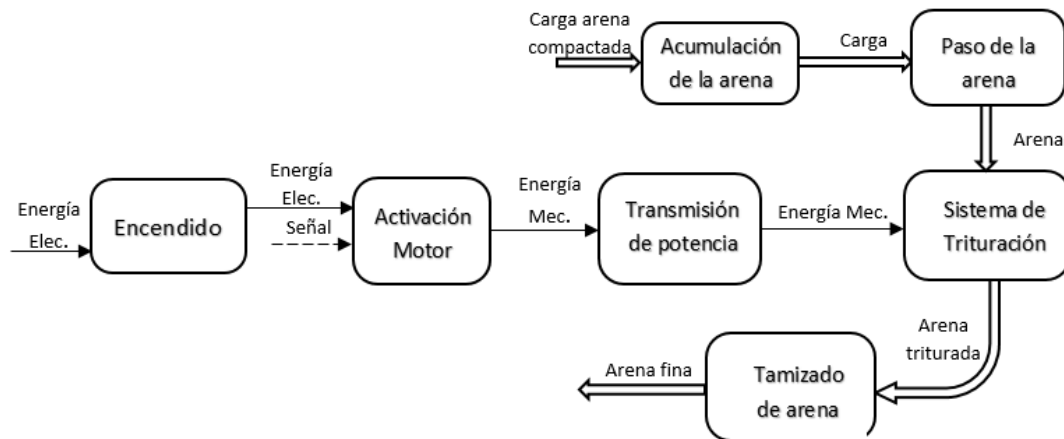 Carga arena
compactada
Acumulación
de la arena
Carga
Paso de la
arena
Arena
Energía
Elec.
Encendido
Energía
Elec.
Señal
Activación
Motor
Energía
Mec.
Transmisión
de potencia
Energía Mec.
Sistema de
Trituración
Arena
triturada
Tamizado
de arena
Arena fina